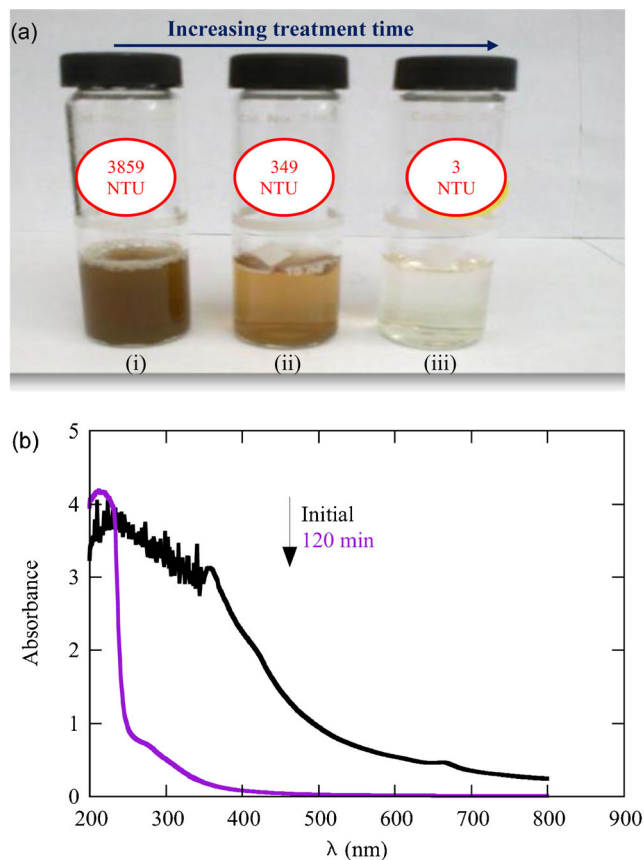 (a)
Increasing treatment time
3859
NTU
349
NTU
3
NTU
(i) (ii) (iii)
(b)
5
4
3
2
1
0
Absorbance
Initial
120 min
200 300 400 500 600 700 800 900
λ (nm)